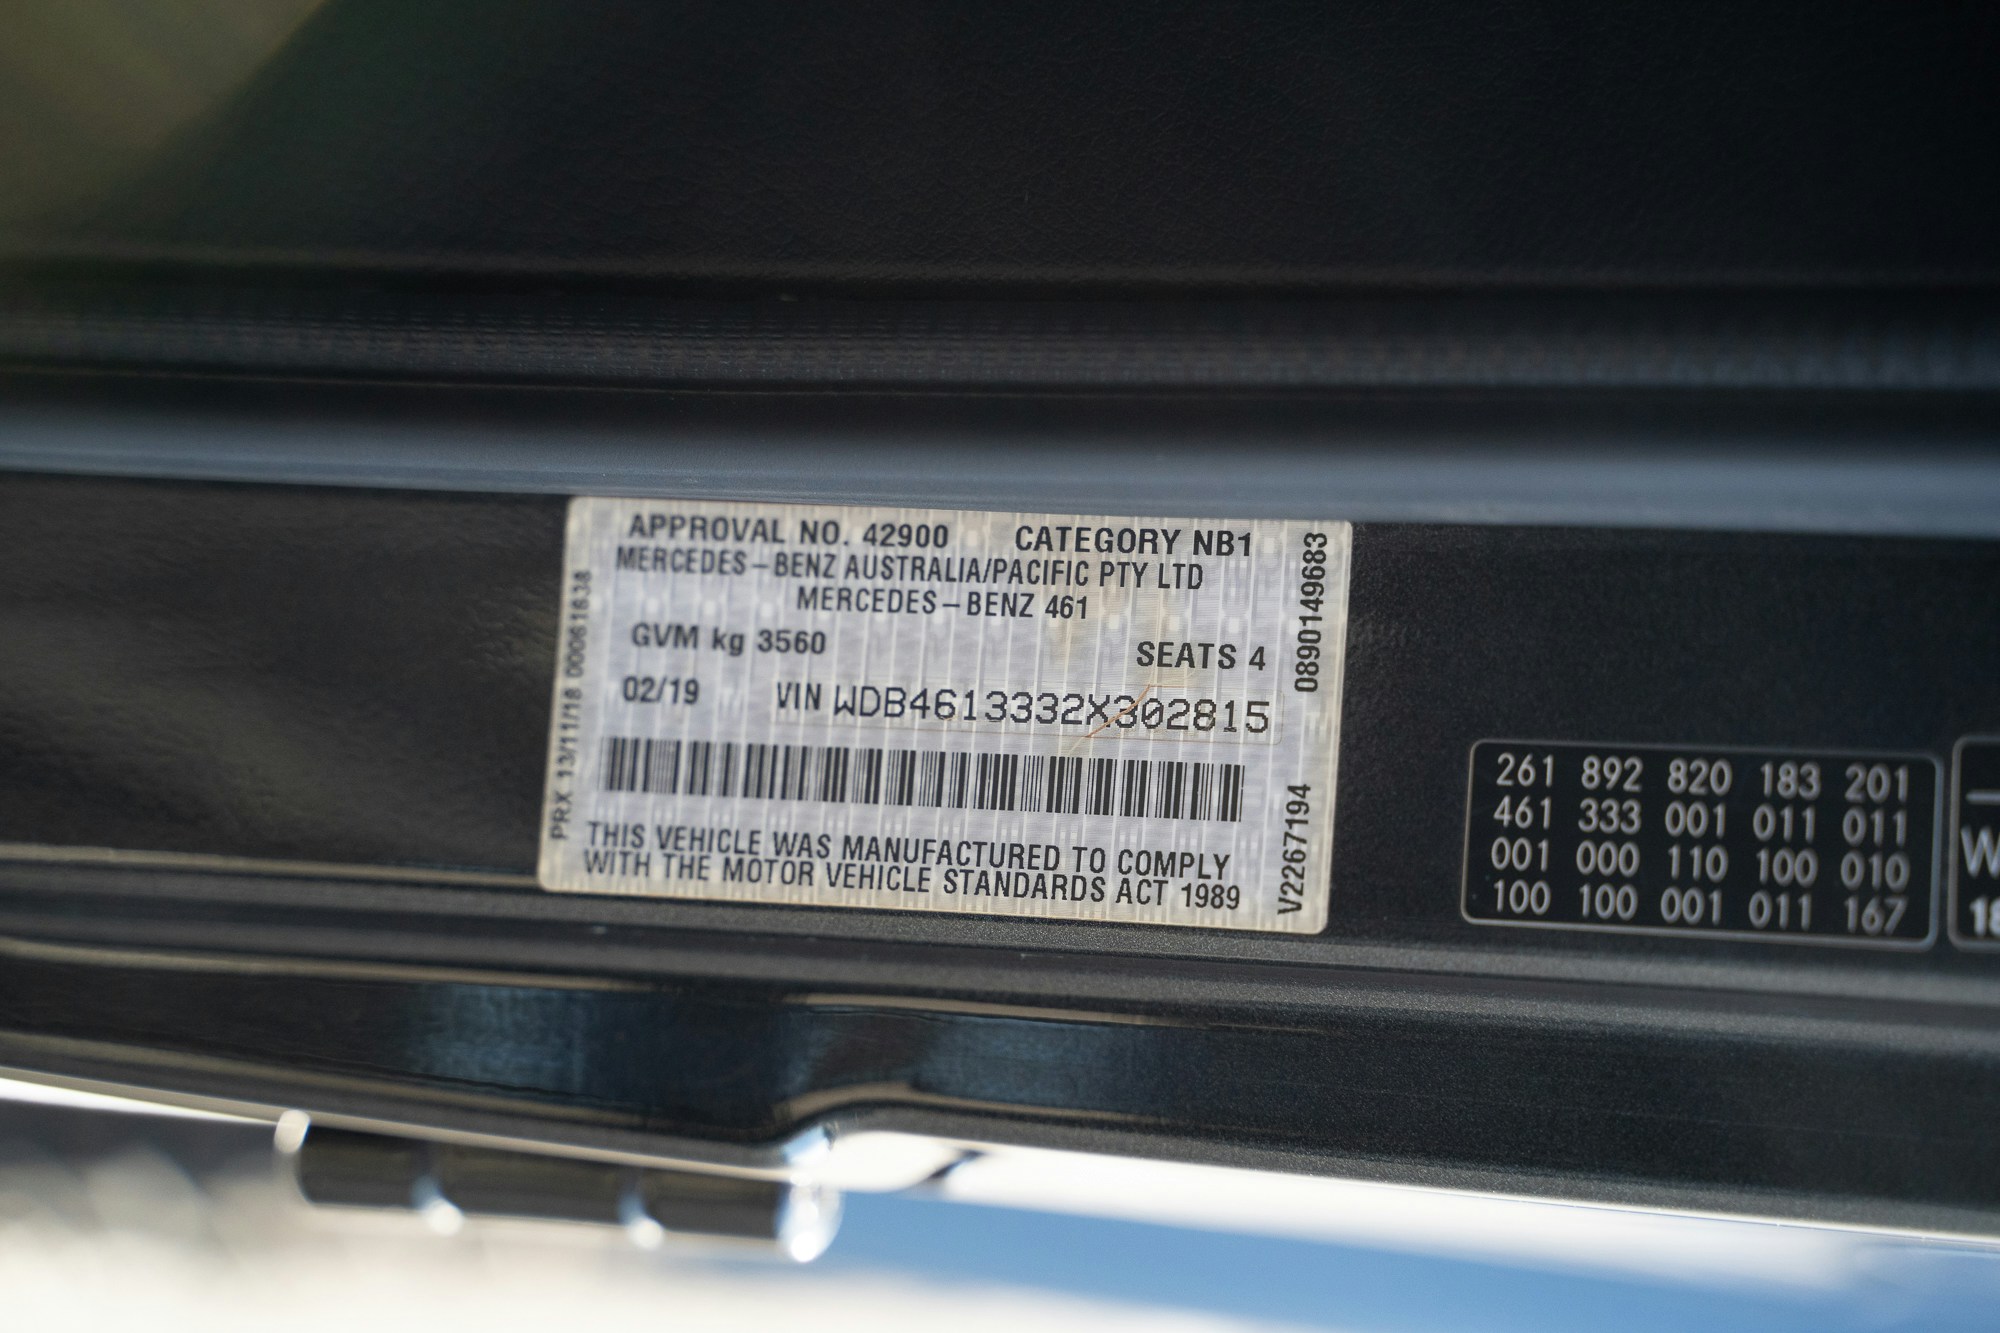 APPROVAL NO. 42900 CATEGORY NB1
MERCEDES-BENZ AUSTRALIA/PACIFIC PTY LTD
MERCEDES-BENZ 461
GVM kg 3560
SEATS 4
02/19 VIN WDB4613332X302815
THIS VEHICLE WAS MANUFACTURED TO COMPLY
WITH THE MOTOR VEHICLE STANDARDS ACT 1989
PRX 13/11/18 00061638
0890149683
V2267194
261 892 820 183 201
461 333 001 011 011
001 000 110 100 010
100 100 001 011 167